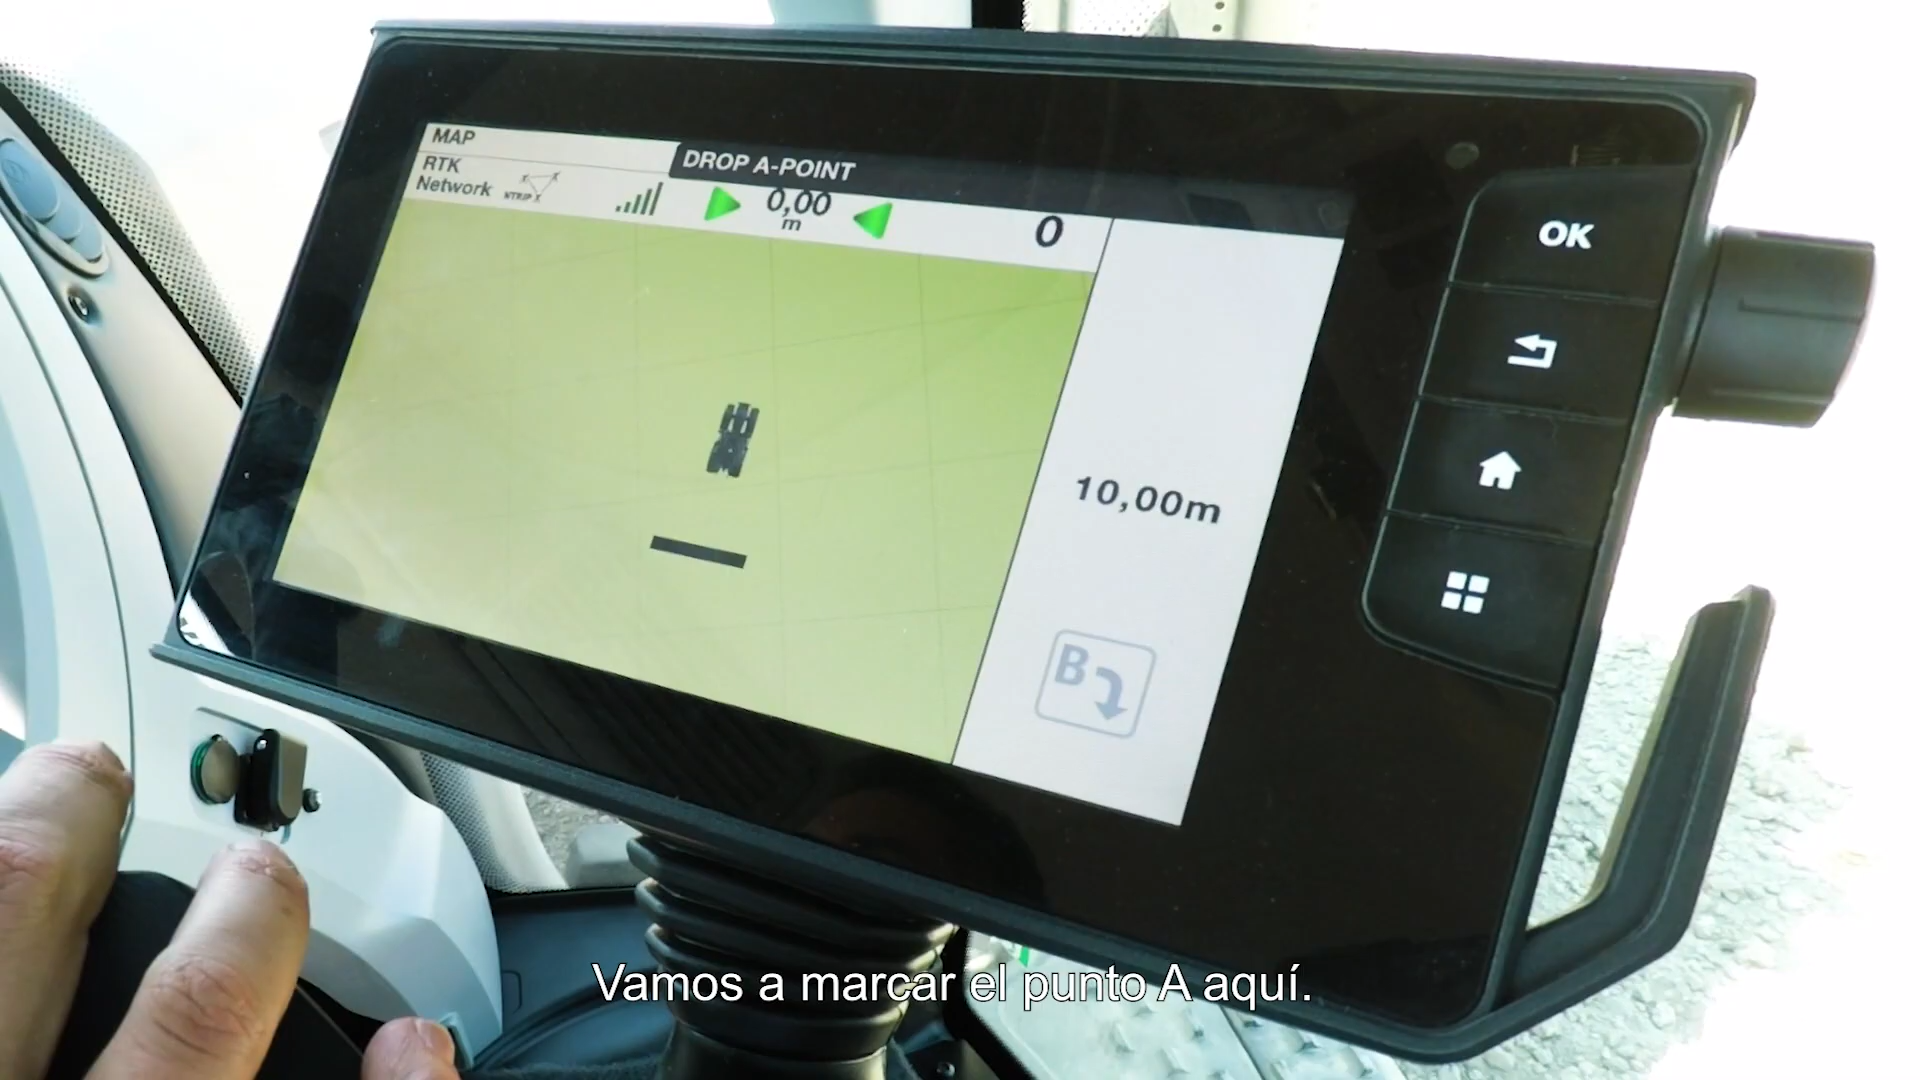 MAP
DROP A-POINT
RTK
Network
NTRIP X
0,00
m
0
10,00m
B
OK
Vamos a marcar el punto A aquí.